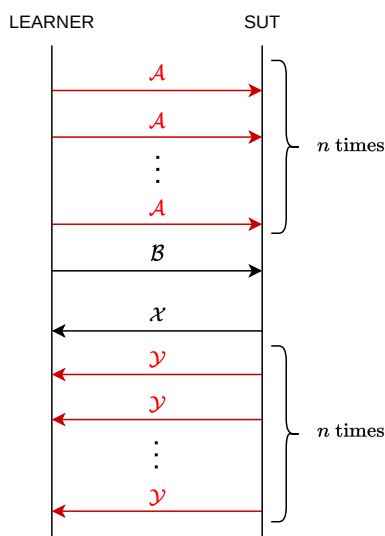 LEARNER SUT
𝒜
𝒜
⋮
n times
𝒜
ℬ
𝒳
𝒴
𝒴
⋮
n times
𝒴